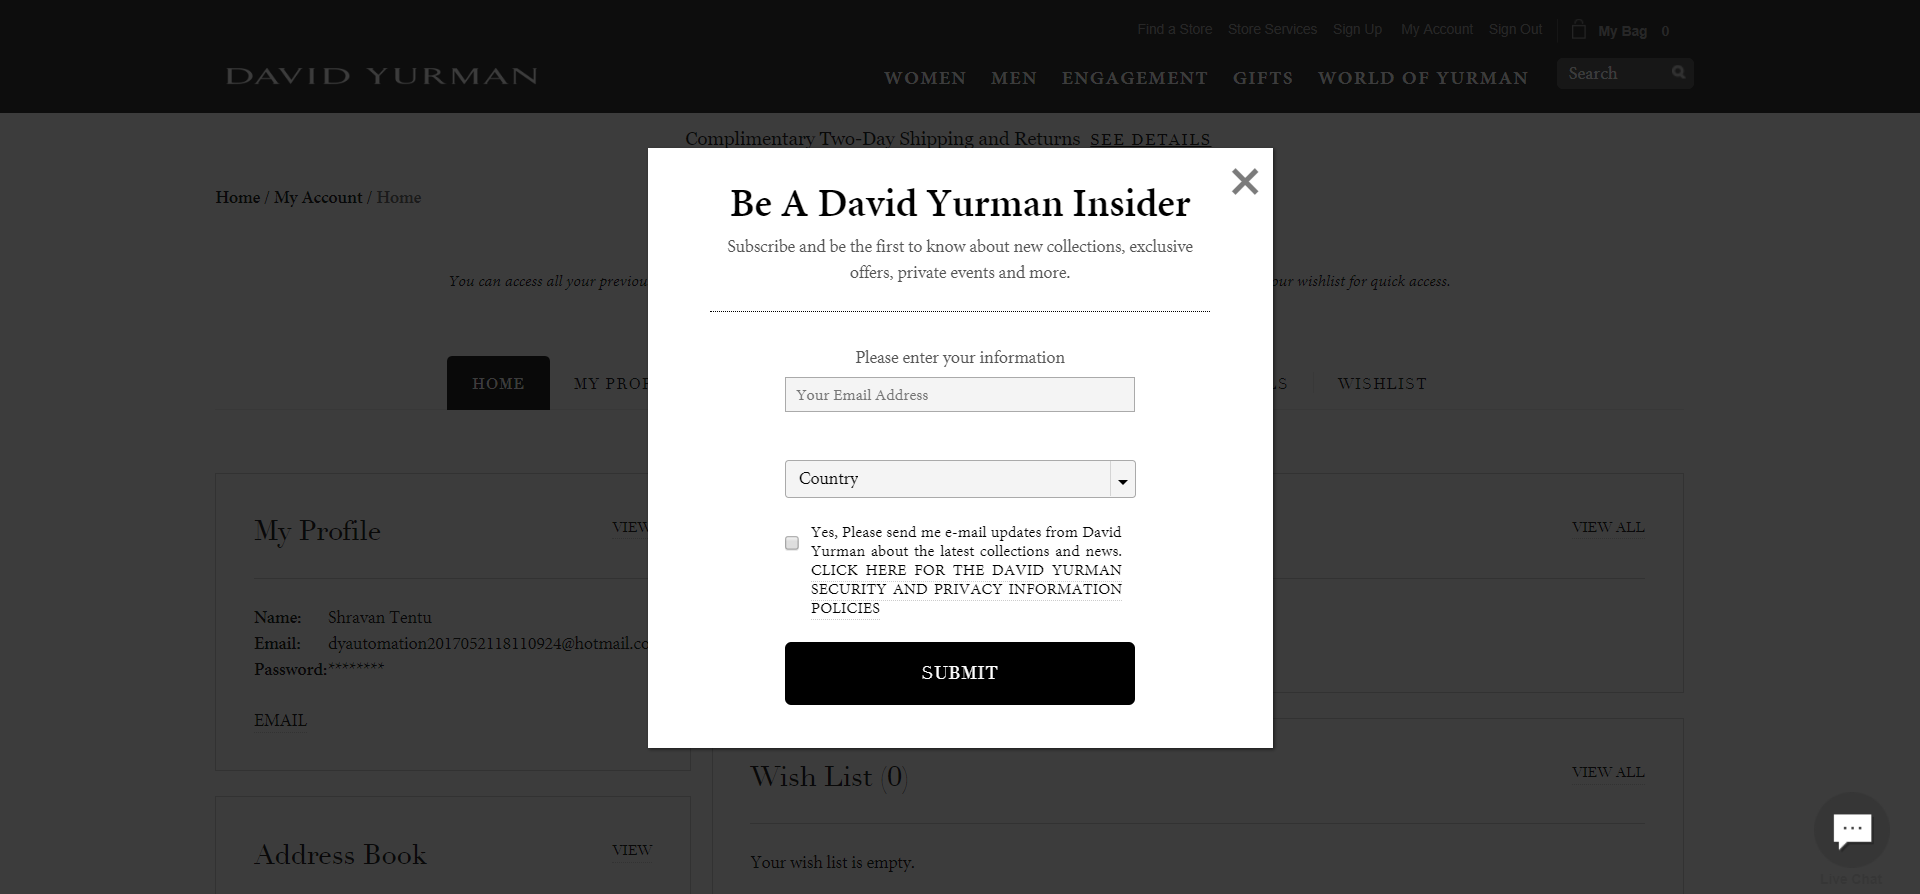 Find a Store Store Services Sign Up My Account Sign Out My Bag 0
DAVID YURMAN
WOMEN MEN ENGAGEMENT GIFTS WORLD OF YURMAN Search
Complimentary Two-Day Shipping and Returns SEE DETAILS
Home / My Account / Home
Be A David Yurman Insider
Subscribe and be the first to know about new collections, exclusive
offers, private events and more.
You can access all your previou
our wishlist for quick access.
Please enter your information
Your Email Address
HOME MY PROF
LS WISHLIST
Country
Yes, Please send me e-mail updates from David
Yurman about the latest collections and news.
CLICK HERE FOR THE DAVID YURMAN
SECURITY AND PRIVACY INFORMATION
POLICIES
SUBMIT
My Profile VIEW
VIEW ALL
Name: Shravan Tentu
Email: dyautomation2017052118110924@hotmail.co
Password:********
EMAIL
Wish List (0) VIEW ALL
Your wish list is empty.
Address Book VIEW
Live Chat